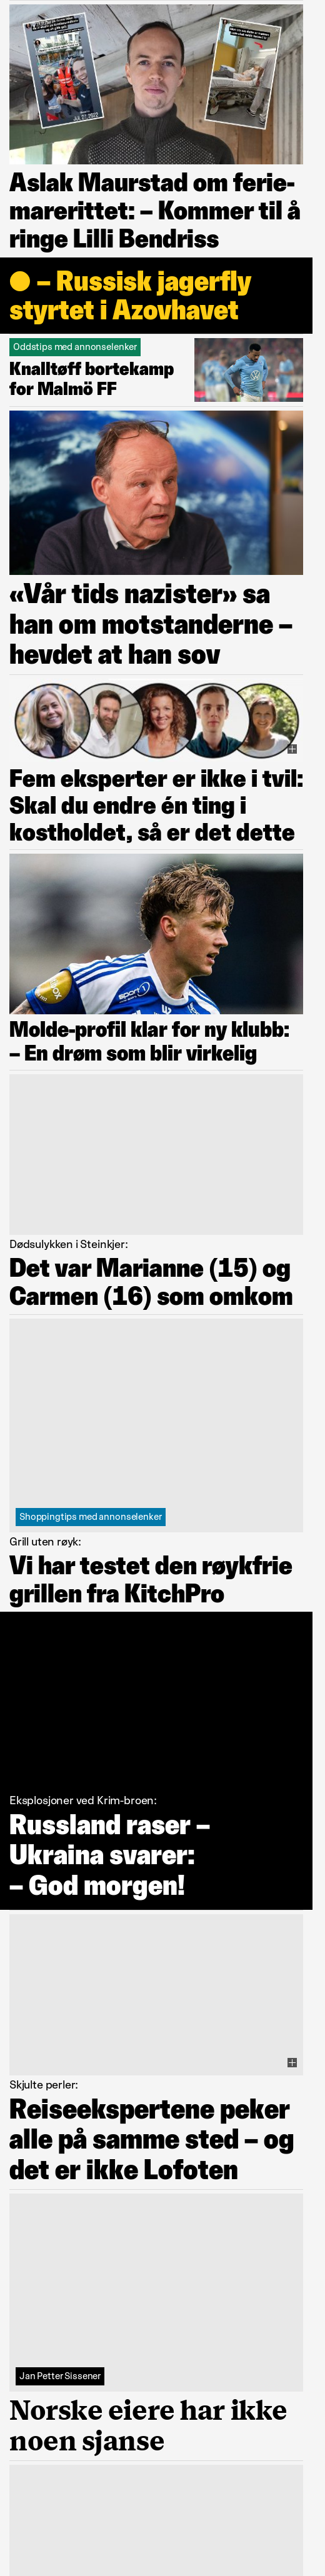 Aslak Maurstad om ferie-
marerittet: – Kommer til å
ringe Lilli Bendriss
– Russisk jagerfly
styrtet i Azovhavet
Oddstips med annonselenker
Knalltøff bortekamp
for Malmö FF
«Vår tids nazister» sa
han om motstanderne –
hevdet at han sov
Fem eksperter er ikke i tvil:
Skal du endre én ting i
kostholdet, så er det dette
sport 1
Molde-profil klar for ny klubb:
– En drøm som blir virkelig
Dødsulykken i Steinkjer:
Det var Marianne (15) og
Carmen (16) som omkom
Shoppingtips med annonselenker
Grill uten røyk:
Vi har testet den røykfrie
grillen fra KitchPro
Eksplosjoner ved Krim-broen:
Russland raser –
Ukraina svarer:
– God morgen!
Skjulte perler:
Reiseekspertene peker
alle på samme sted – og
det er ikke Lofoten
Jan Petter Sissener
Norske eiere har ikke
noen sjanse